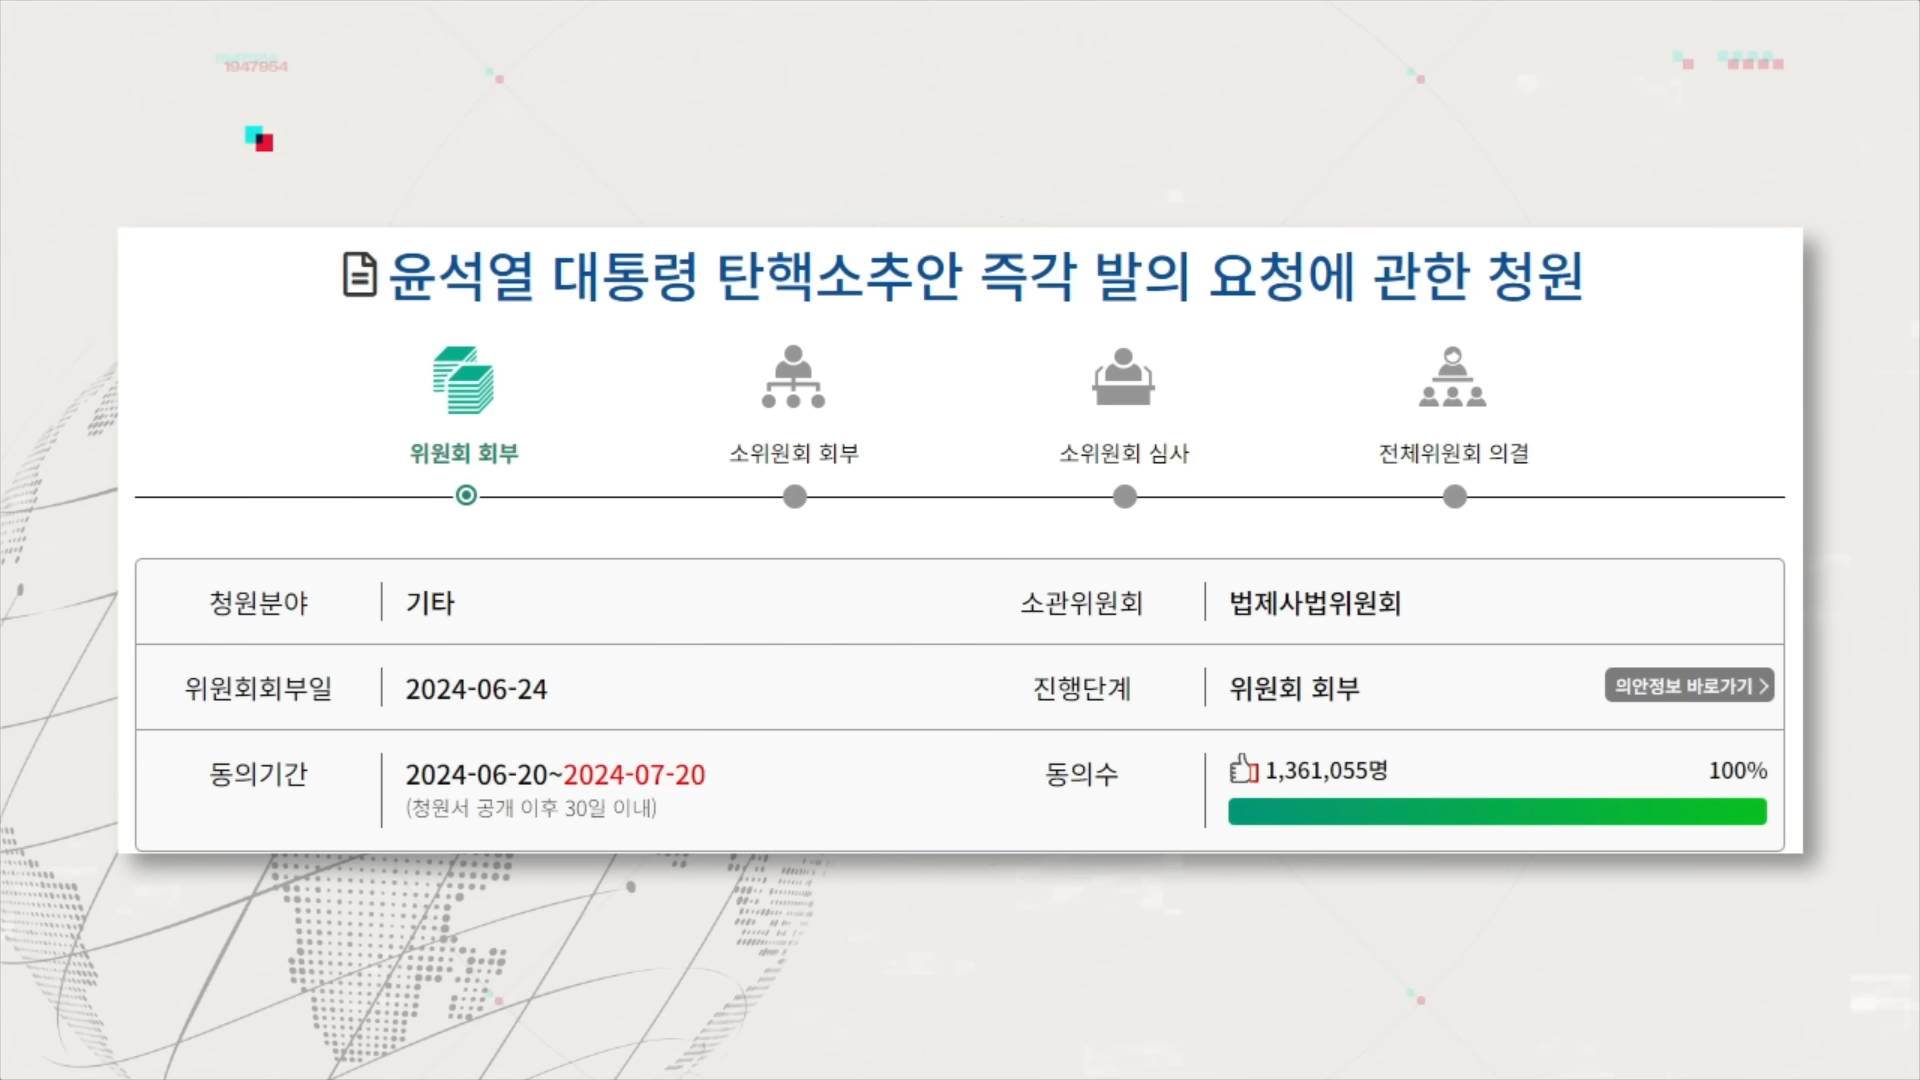 1947954
윤석열 대통령 탄핵소추안 즉각 발의 요청에 관한 청원
위원회 회부
소위원회 회부
소위원회 심사
전체위원회 의결
청원분야 기타 소관위원회 법제사법위원회
위원회회부일 2024-06-24 진행단계 위원회 회부 의안정보 바로가기 >
동의기간 2024-06-20~2024-07-20 동의수 1,361,055명 100%
(청원서 공개 이후 30일 이내)